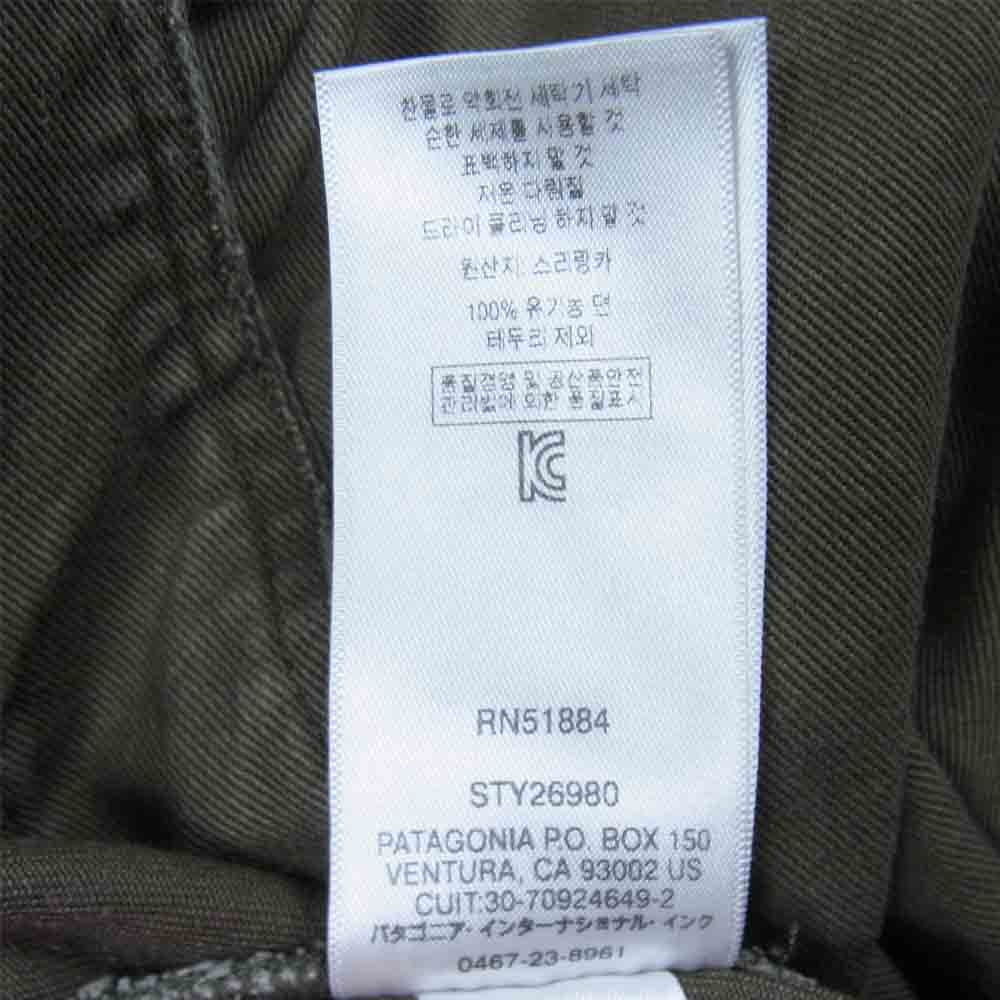 찬물로 약회전 세탁기 세탁
순한 세제를 사용할 것
표백하지 말 것
저온 다림질
드라이 클리닝 하지 말 것
원산지: 스리랑카
100% 유기농 면
테두리 제외
품질경영 및 공산품안전
관리법에 의한 품질표시
KC
RN51884
STY26980
PATAGONIA P.O. BOX 150
VENTURA, CA 93002 US
CUIT:30-70924649-2
パタゴニア・インターナショナル・インク
0467-23-8961